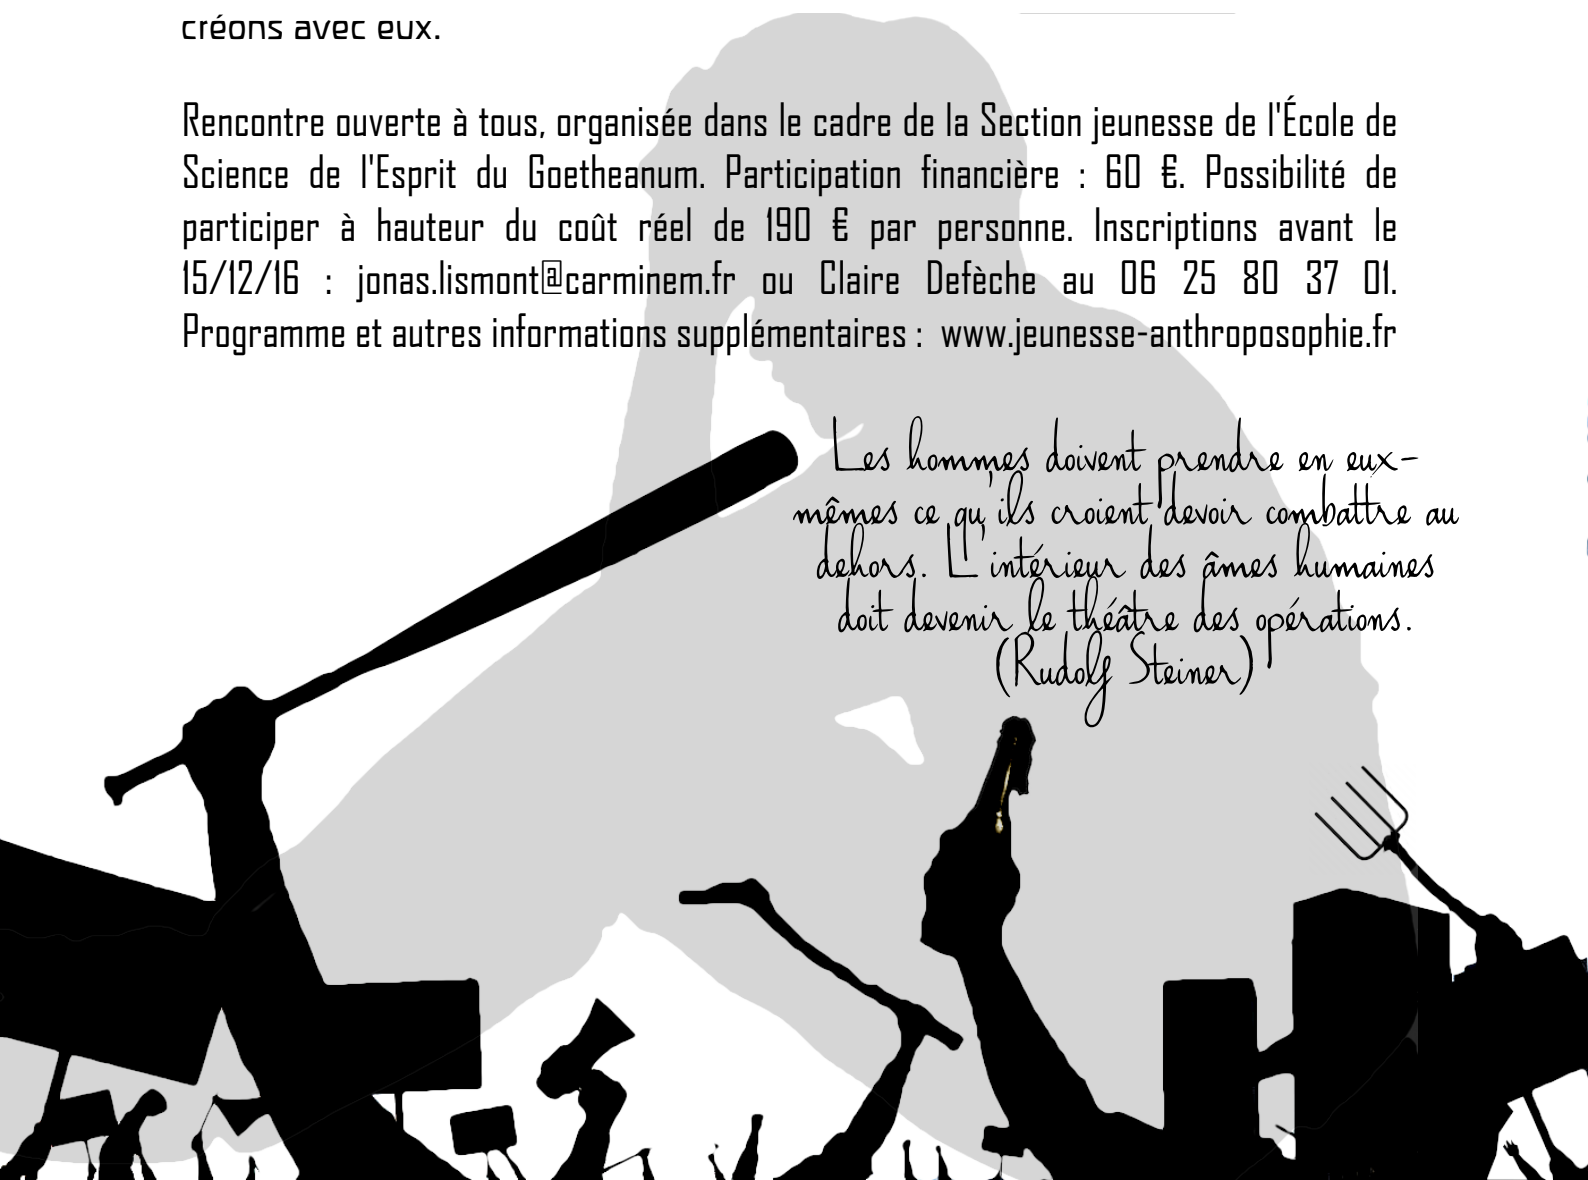 créons avec eux.
Rencontre ouverte à tous, organisée dans le cadre de la Section jeunesse de l'École de
Science de l'Esprit du Goetheanum. Participation financière : 60 €. Possibilité de
participer à hauteur du coût réel de 190 € par personne. Inscriptions avant le
15/12/16 : jonas.lismont@carminem.fr ou Claire Defèche au 06 25 80 37 01.
Programme et autres informations supplémentaires : www.jeunesse-anthroposophie.fr
Les hommes doivent prendre en eux-
mêmes ce qu'ils croient devoir combattre au
dehors. L'intérieur des âmes humaines
doit devenir le théâtre des opérations.
(Rudolf Steiner)